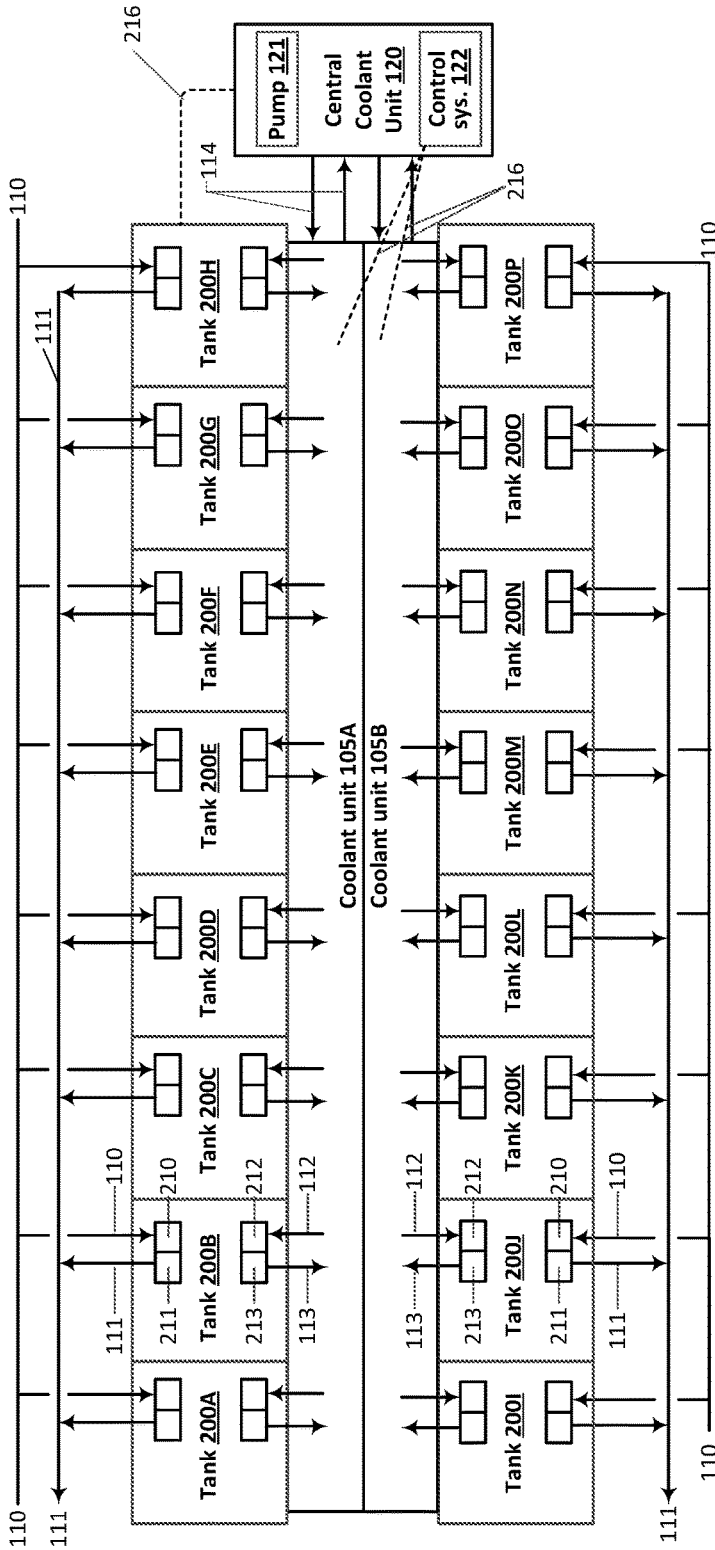 110
110
216
111
111
111
110
Tank 200A
Tank 200B
Tank 200C
Tank 200D
Tank 200E
Tank 200F
Tank 200G
Tank 200H
211
210
213
212
113
112
114
Pump 121
Central
Coolant
Unit 120
Control
sys. 122
Coolant unit 105A
Coolant unit 105B
216
113
112
213
212
Tank 200I
Tank 200J
Tank 200K
Tank 200L
Tank 200M
Tank 200N
Tank 200O
Tank 200P
211
210
111
110
111
110
110